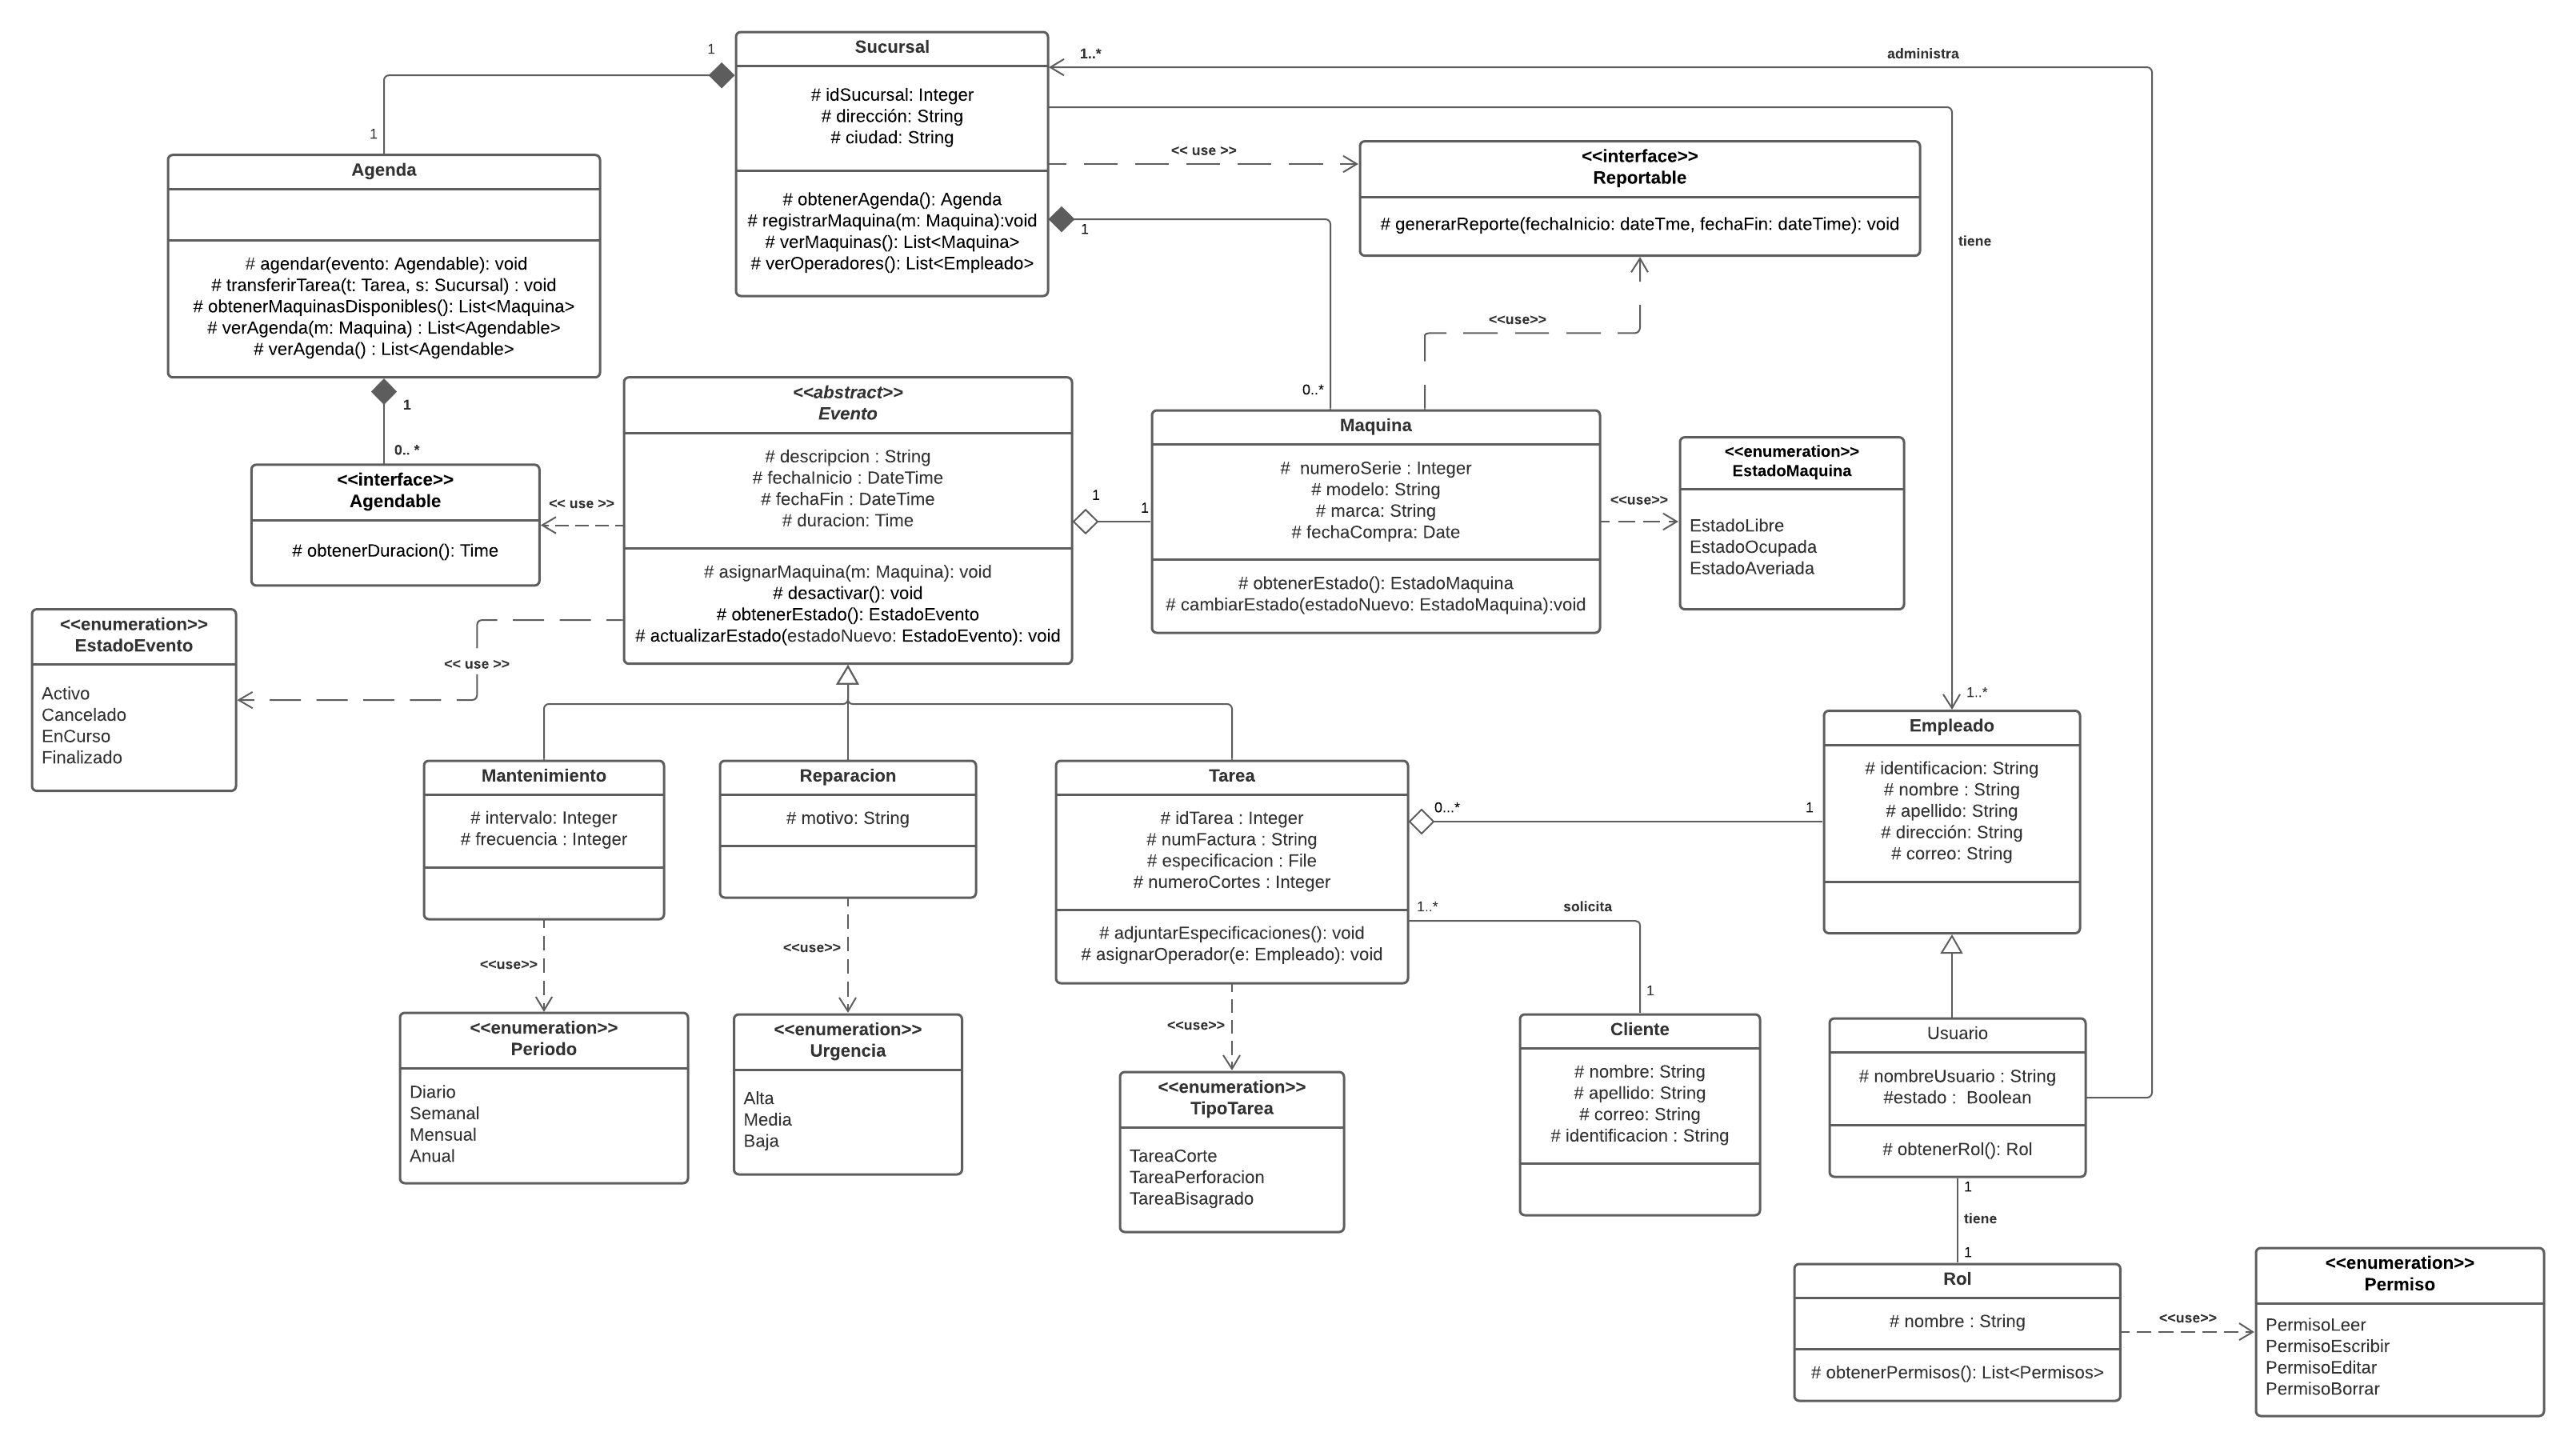 1
Sucursal
# idSucursal: Integer
# dirección: String
# ciudad: String
# obtenerAgenda(): Agenda
# registrarMaquina(m: Maquina):void
# verMaquinas(): List<Maquina>
# verOperadores(): List<Empleado>
1..*
administra
1
Agenda
# agendar(evento: Agendable): void
# transferirTarea(t: Tarea, s: Sucursal) : void
# obtenerMaquinasDisponibles(): List<Maquina>
# verAgenda(m: Maquina) : List<Agendable>
# verAgenda() : List<Agendable>
<< use >>
<<interface>>
Reportable
# generarReporte(fechaInicio: dateTme, fechaFin: dateTime): void
1
tiene
<<use>>
0..*
1
0.. *
<<interface>>
Agendable
# obtenerDuracion(): Time
<< use >>
<<abstract>>
Evento
# descripcion : String
# fechaInicio : DateTime
# fechaFin : DateTime
# duracion: Time
# asignarMaquina(m: Maquina): void
# desactivar(): void
# obtenerEstado(): EstadoEvento
# actualizarEstado(estadoNuevo: EstadoEvento): void
1
1
Maquina
# numeroSerie : Integer
# modelo: String
# marca: String
# fechaCompra: Date
# obtenerEstado(): EstadoMaquina
# cambiarEstado(estadoNuevo: EstadoMaquina):void
<<use>>
<<enumeration>>
EstadoMaquina
EstadoLibre
EstadoOcupada
EstadoAveriada
<<enumeration>>
EstadoEvento
Activo
Cancelado
EnCurso
Finalizado
<< use >>
1..*
Empleado
# identificacion: String
# nombre : String
# apellido: String
# dirección: String
# correo: String
Mantenimiento
# intervalo: Integer
# frecuencia : Integer
Reparacion
# motivo: String
Tarea
# idTarea : Integer
# numFactura : String
# especificacion : File
# numeroCortes : Integer
# adjuntarEspecificaciones(): void
# asignarOperador(e: Empleado): void
0...*
1
1..*
solicita
1
<<use>>
<<use>>
<<use>>
<<enumeration>>
Periodo
Diario
Semanal
Mensual
Anual
<<enumeration>>
Urgencia
Alta
Media
Baja
<<enumeration>>
TipoTarea
TareaCorte
TareaPerforacion
TareaBisagrado
Cliente
# nombre: String
# apellido: String
# correo: String
# identificacion : String
Usuario
# nombreUsuario : String
#estado :  Boolean
# obtenerRol(): Rol
1
tiene
1
Rol
# nombre : String
# obtenerPermisos(): List<Permisos>
<<use>>
<<enumeration>>
Permiso
PermisoLeer
PermisoEscribir
PermisoEditar
PermisoBorrar